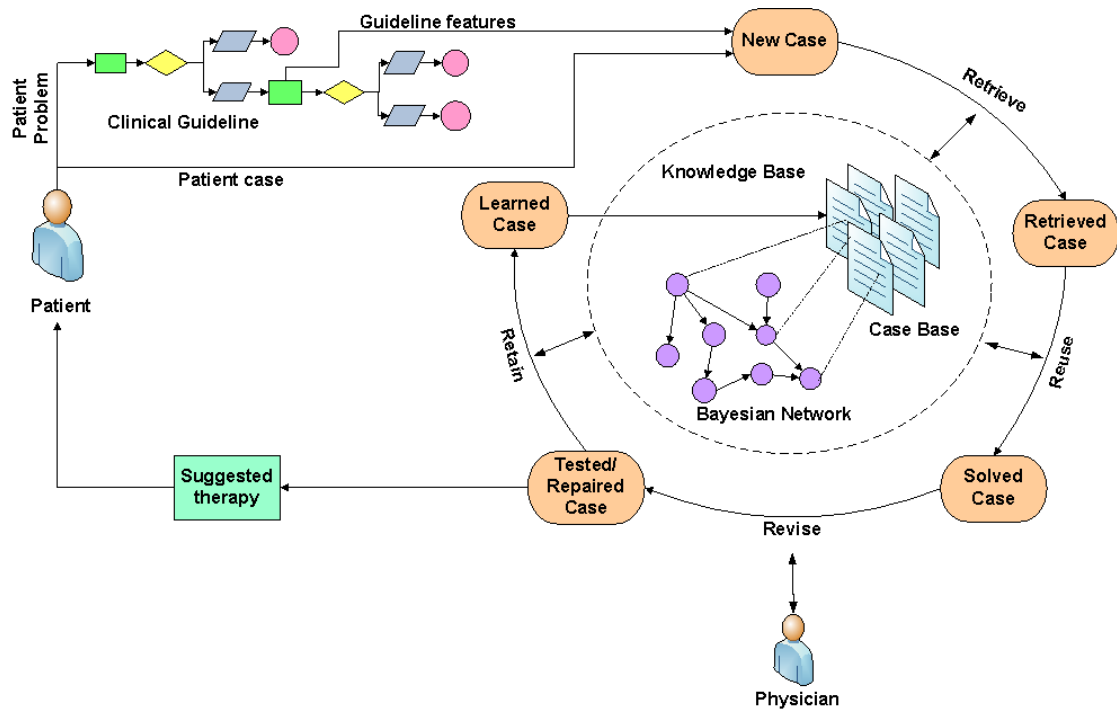 Guideline features
New Case
Patient
Problem
Clinical Guideline
Retrieve
Patient case
Knowledge Base
Learned
Case
Retrieved
Case
Patient
Case Base
Retain
Reuse
Bayesian Network
Suggested
therapy
Tested/
Repaired
Case
Solved
Case
Revise
Physician